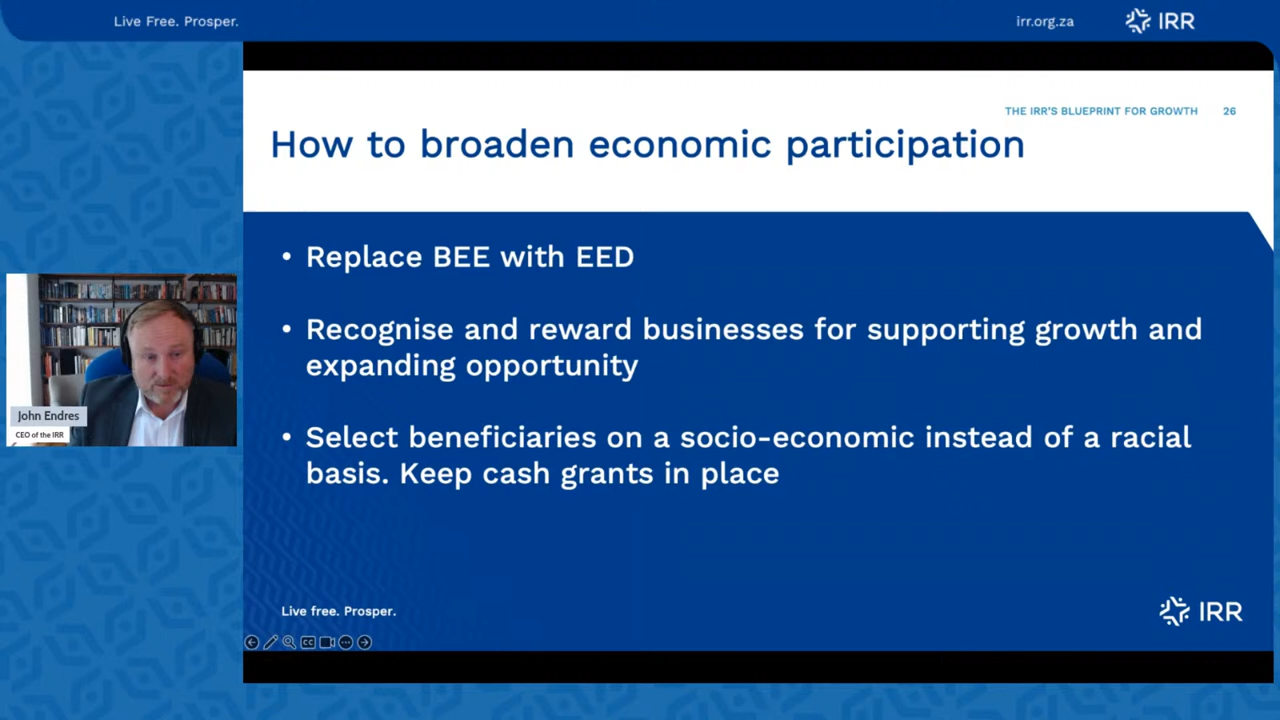 Live Free. Prosper.
irr.org.za
IRR
THE IRR'S BLUEPRINT FOR GROWTH 26
How to broaden economic participation
• Replace BEE with EED
• Recognise and reward businesses for supporting growth and
expanding opportunity
• Select beneficiaries on a socio-economic instead of a racial
basis. Keep cash grants in place
John Endres
CEO of the IRR
Live free. Prosper.
IRR
CC